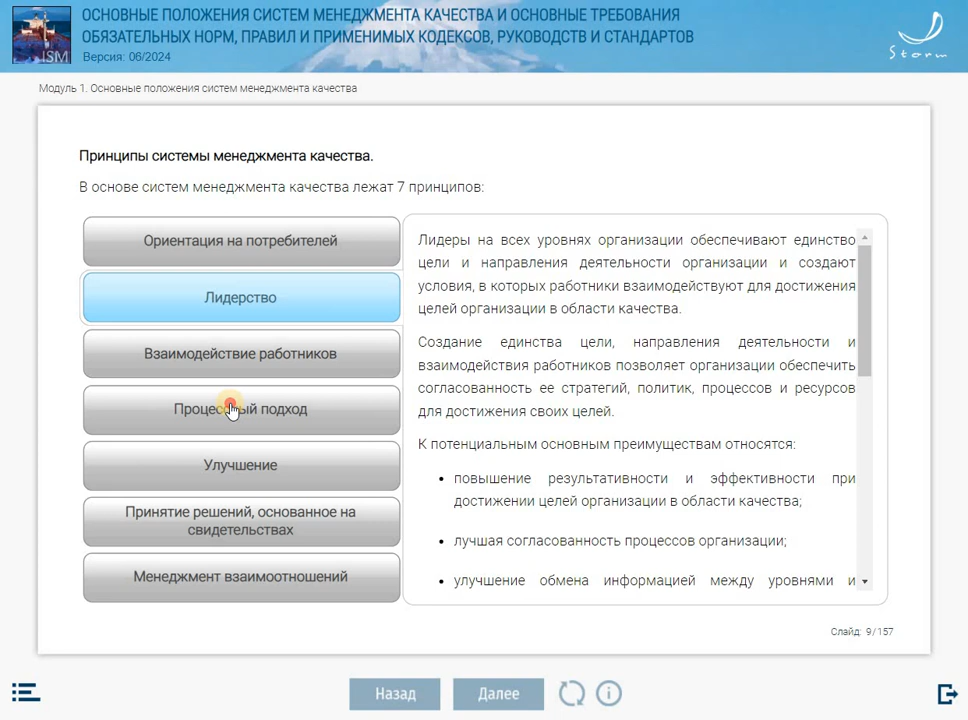 ОСНОВНЫЕ ПОЛОЖЕНИЯ СИСТЕМ МЕНЕДЖМЕНТА КАЧЕСТВА И ОСНОВНЫЕ ТРЕБОВАНИЯ
ОБЯЗАТЕЛЬНЫХ НОРМ, ПРАВИЛ И ПРИМЕНИМЫХ КОДЕКСОВ, РУКОВОДСТВ И СТАНДАРТОВ
Версия: 06/2024
ISM
Storm
Модуль 1. Основные положения систем менеджмента качества
Принципы системы менеджмента качества.
В основе систем менеджмента качества лежат 7 принципов:
Ориентация на потребителей
Лидерство
Взаимодействие работников
Процессный подход
Улучшение
Принятие решений, основанное на
свидетельствах
Менеджмент взаимоотношений
Лидеры на всех уровнях организации обеспечивают единство
цели и направления деятельности организации и создают
условия, в которых работники взаимодействуют для достижения
целей организации в области качества.
Создание единства цели, направления деятельности и
взаимодействия работников позволяет организации обеспечить
согласованность ее стратегий, политик, процессов и ресурсов
для достижения своих целей.
К потенциальным основным преимуществам относятся:
• повышение результативности и эффективности при
достижении целей организации в области качества;
• лучшая согласованность процессов организации;
• улучшение обмена информацией между уровнями и
Слайд: 9/157
Назад
Далее